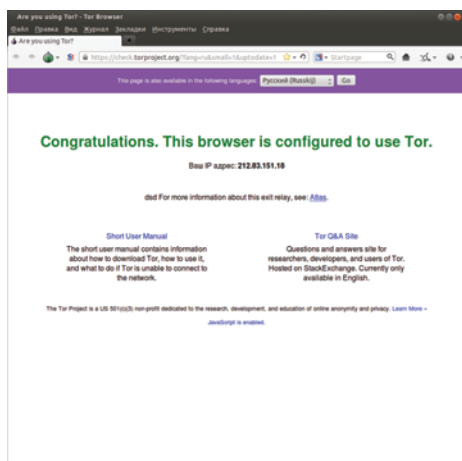 Are you using Tor? - Tor Browser
Файл Правка Вид Журнал Закладки Инструменты Справка
Are you using Tor?
https://check.torproject.org/?lang=ru&small=1&uptodate=1 Startpage
This page is also available in the following languages: Русский (Russkij) Go
Congratulations. This browser is configured to use Tor.
Ваш IP адрес: 212.83.151.18
dsd For more information about this exit relay, see: Atlas.
Short User Manual
The short user manual contains information
about how to download Tor, how to use it,
and what to do if Tor is unable to connect to
the network.
Tor Q&A Site
Questions and answers site for
researchers, developers, and users of Tor.
Hosted on StackExchange. Currently only
available in English.
The Tor Project is a US 501(c)(3) non-profit dedicated to the research, development, and education of online anonymity and privacy. Learn More »
JavaScript is enabled.